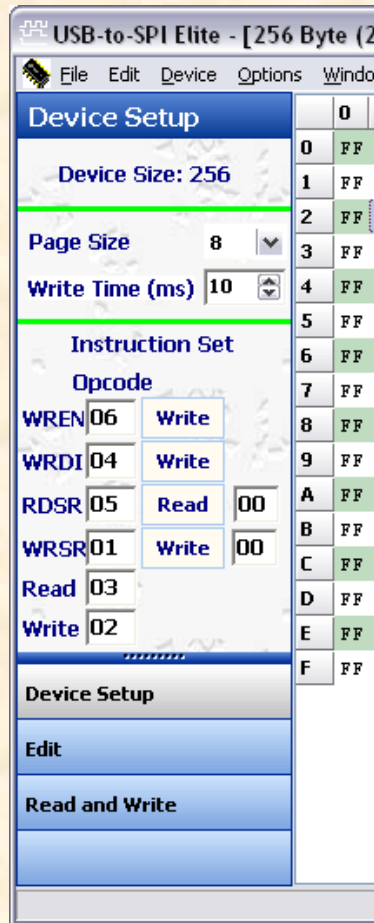 USB-to-SPI Elite - [256 Byte (2
File Edit Device Options Windo
Device Setup
Device Size: 256
Page Size 8
Write Time (ms) 10
Instruction Set
Opcode
WREN 06 Write
WRDI 04 Write
RDSR 05 Read 00
WRSR 01 Write 00
Read 03
Write 02
Device Setup
Edit
Read and Write
0
0 FF
1 FF
2 FF
3 FF
4 FF
5 FF
6 FF
7 FF
8 FF
9 FF
A FF
B FF
C FF
D FF
E FF
F FF